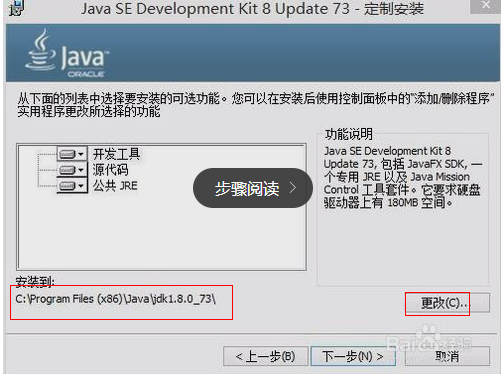 Java SE Development Kit 8 Update 73 - 定制安装
Java
ORACLE
从下面的列表中选择要安装的可选功能。您可以在安装后使用控制面板中的"添加/删除程序"
实用程序更改所选择的功能
开发工具
源代码
公共 JRE
步骤阅读
功能说明
Java SE Development Kit 8
Update 73, 包括 JavaFX SDK, 一
个专用 JRE 以及 Java Mission
Control 工具套件。它要求硬盘
驱动器上有 180MB 空间。
安装到:
C:\Program Files (x86)\Java\jdk1.8.0_73\
更改(C)...
<上一步(B)
下一步(N) >
取消